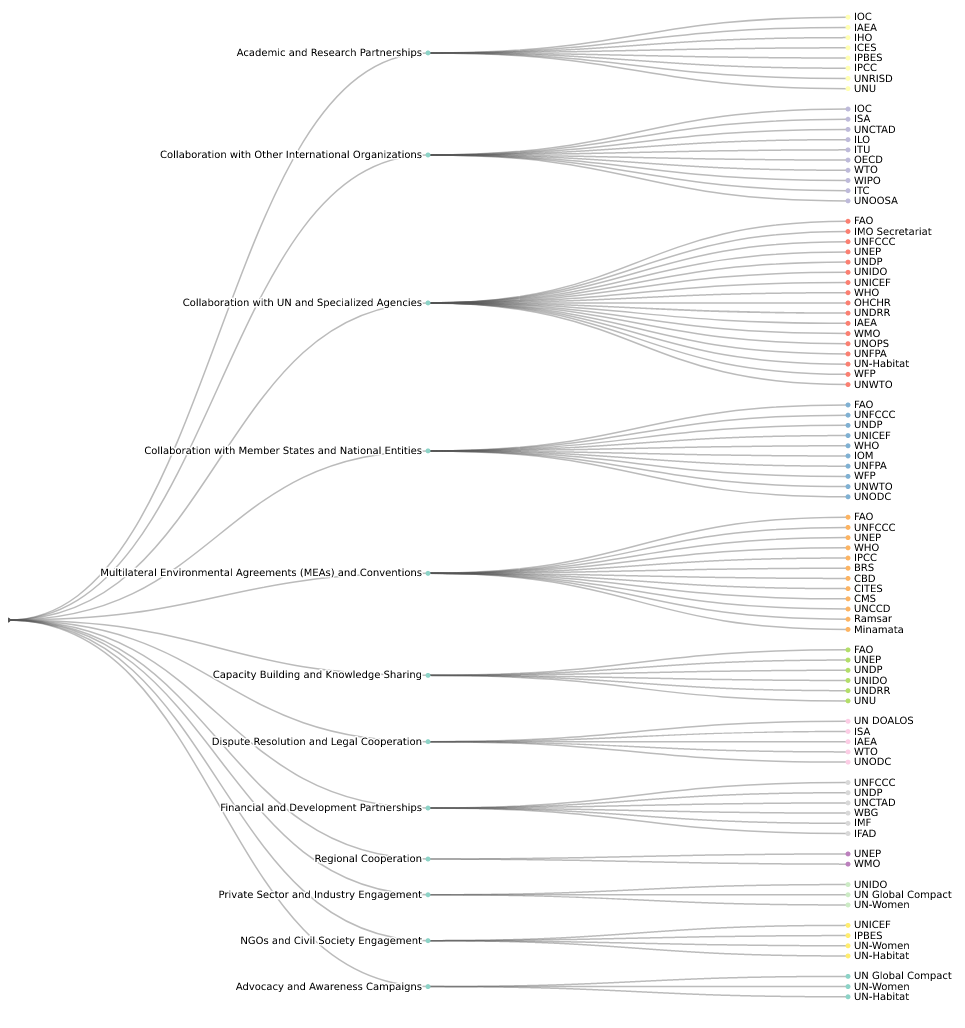 Academic and Research Partnerships
IOC
IAEA
IHO
ICES
IPBES
IPCC
UNRISD
UNU
Collaboration with Other International Organizations
IOC
ISA
UNCTAD
ILO
ITU
OECD
WTO
WIPO
ITC
UNOOSA
Collaboration with UN and Specialized Agencies
FAO
IMO Secretariat
UNFCCC
UNEP
UNDP
UNIDO
UNICEF
WHO
OHCHR
UNDRR
IAEA
WMO
UNOPS
UNFPA
UN-Habitat
WFP
UNWTO
Collaboration with Member States and National Entities
FAO
UNFCCC
UNDP
UNICEF
WHO
IOM
UNFPA
WFP
UNWTO
UNODC
Multilateral Environmental Agreements (MEAs) and Conventions
FAO
UNFCCC
UNEP
WHO
IPCC
BRS
CBD
CITES
CMS
UNCCD
Ramsar
Minamata
Capacity Building and Knowledge Sharing
FAO
UNEP
UNDP
UNIDO
UNDRR
UNU
Dispute Resolution and Legal Cooperation
UN DOALOS
ISA
IAEA
WTO
UNODC
Financial and Development Partnerships
UNFCCC
UNDP
UNCTAD
WBG
IMF
IFAD
Regional Cooperation
UNEP
WMO
Private Sector and Industry Engagement
UNIDO
UN Global Compact
UN-Women
NGOs and Civil Society Engagement
UNICEF
IPBES
UN-Women
UN-Habitat
Advocacy and Awareness Campaigns
UN Global Compact
UN-Women
UN-Habitat